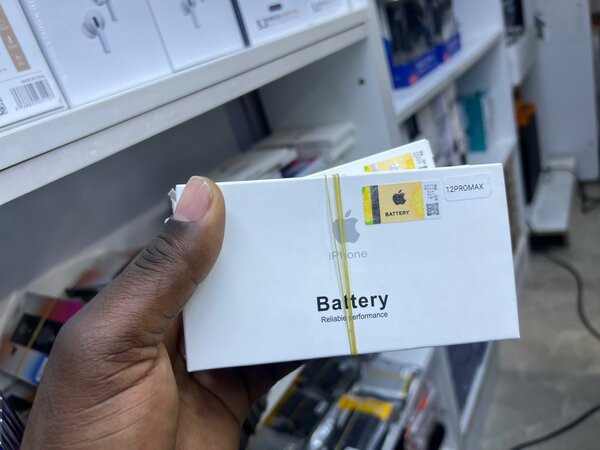 BATTERY
12PROMAX
iPhone
Battery
Reliable performance